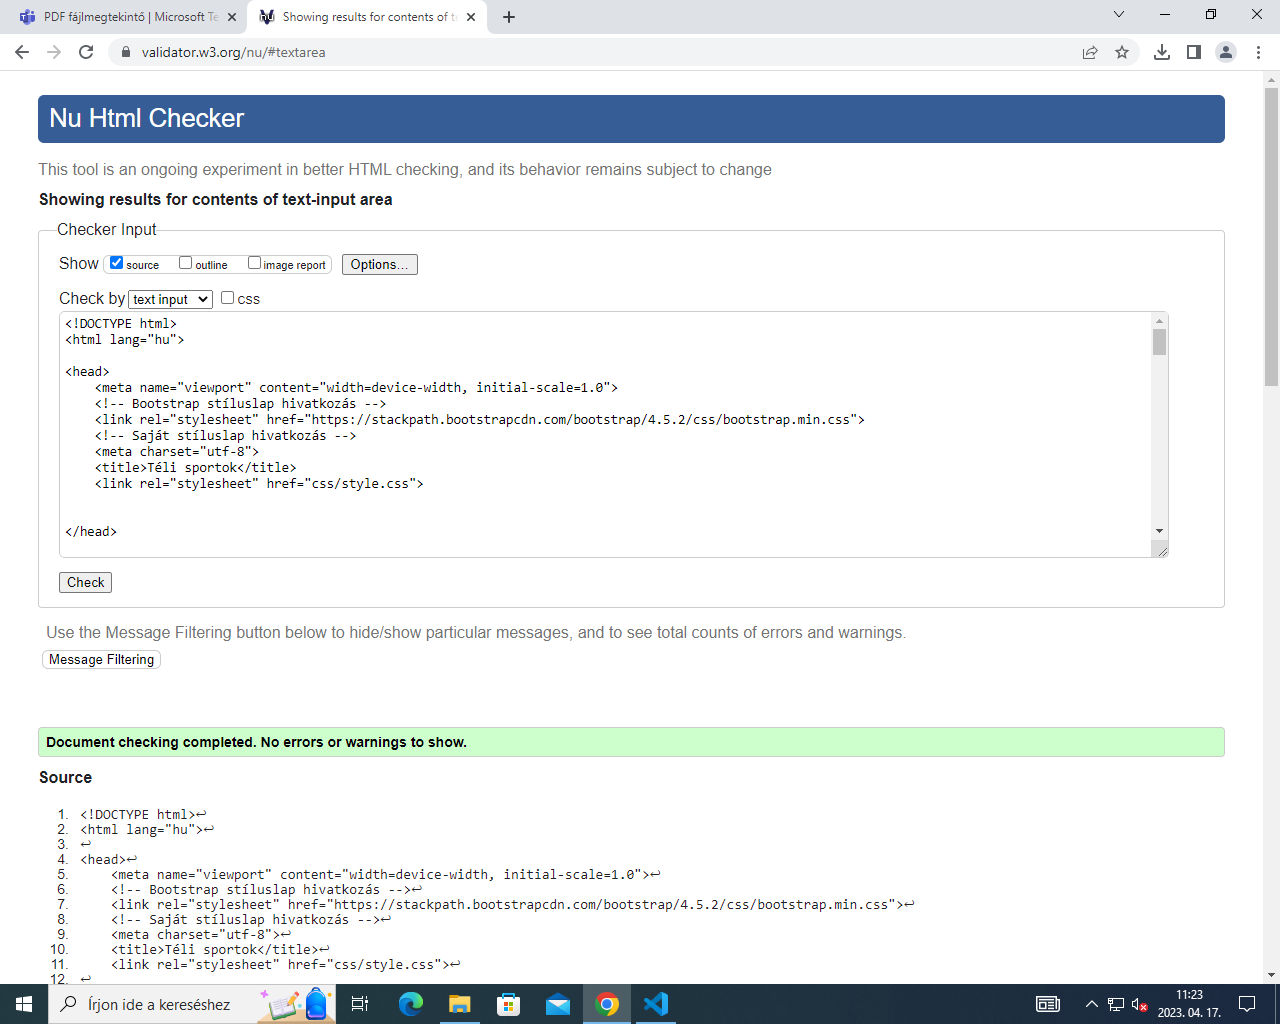 PDF fájlmegtekintő | Microsoft Te
Showing results for contents of te
validator.w3.org/nu/#textarea
Nu Html Checker
This tool is an ongoing experiment in better HTML checking, and its behavior remains subject to change
Showing results for contents of text-input area
Checker Input
Show source outline image report Options...
Check by text input css
<!DOCTYPE html>
<html lang="hu">
<head>
<meta name="viewport" content="width=device-width, initial-scale=1.0">
<!-- Bootstrap stíluslap hivatkozás -->
<link rel="stylesheet" href="https://stackpath.bootstrapcdn.com/bootstrap/4.5.2/css/bootstrap.min.css">
<!-- Saját stíluslap hivatkozás -->
<meta charset="utf-8">
<title>Téli sportok</title>
<link rel="stylesheet" href="css/style.css">
</head>
Check
Use the Message Filtering button below to hide/show particular messages, and to see total counts of errors and warnings.
Message Filtering
Document checking completed. No errors or warnings to show.
Source
1. <!DOCTYPE html>↩
2. <html lang="hu">↩
3. ↩
4. <head>↩
5. <meta name="viewport" content="width=device-width, initial-scale=1.0">↩
6. <!-- Bootstrap stíluslap hivatkozás -->↩
7. <link rel="stylesheet" href="https://stackpath.bootstrapcdn.com/bootstrap/4.5.2/css/bootstrap.min.css">↩
8. <!-- Saját stíluslap hivatkozás -->↩
9. <meta charset="utf-8">↩
10. <title>Téli sportok</title>↩
11. <link rel="stylesheet" href="css/style.css">↩
12. ↩
Írjon ide a kereséshez
11:23
2023. 04. 17.